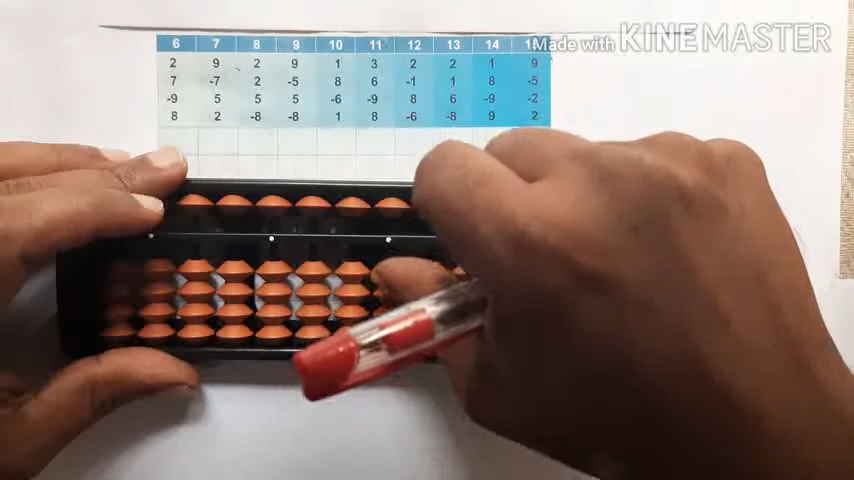 Made with KINEMASTER
6 7 8 9 10 11 12 13 14 15
2 9 2 9 1 3 2 2 1 9
7 -7 2 -5 8 6 -1 1 8 -5
-9 5 5 5 -6 -9 8 6 -9 -2
8 2 -8 -8 1 8 -6 -8 9 2